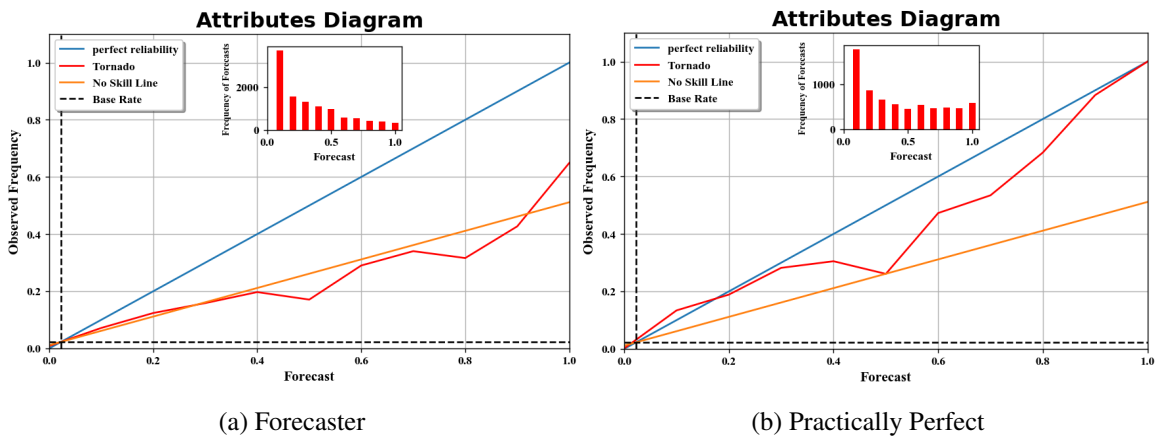 Attributes Diagram
perfect reliability
Tornado
No Skill Line
Base Rate
Frequency of Forecasts
2000
0
0.0 0.5 1.0
Forecast
Observed Frequency
1.0
0.8
0.6
0.4
0.2
0.0
0.0 0.2 0.4 0.6 0.8 1.0
Forecast
(a) Forecaster
Attributes Diagram
perfect reliability
Tornado
No Skill Line
Base Rate
Frequency of Forecasts
1000
0
0.0 0.5 1.0
Forecast
Observed Frequency
1.0
0.8
0.6
0.4
0.2
0.0
0.0 0.2 0.4 0.6 0.8 1.0
Forecast
(b) Practically Perfect